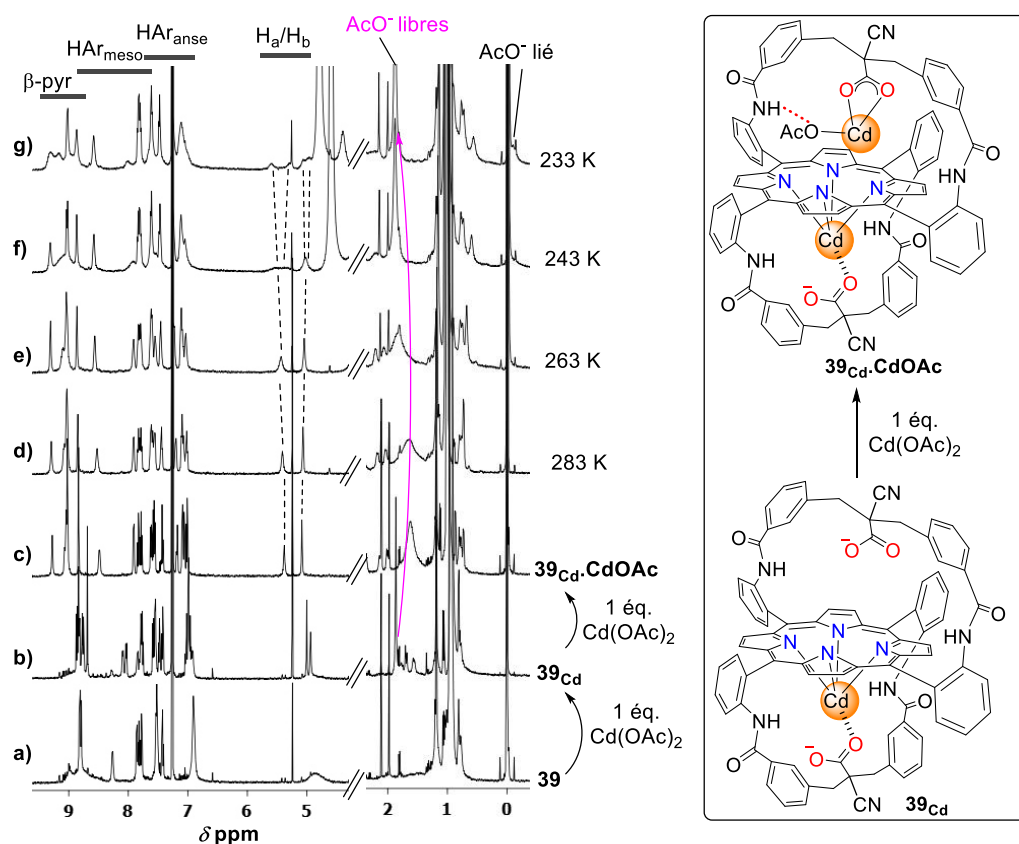 HAr_meso HAr_anse H_a/H_b AcO⁻ libres AcO⁻ lié
β-pyr
g) 233 K
f) 243 K
e) 263 K
d) 283 K
c) 39_Cd.CdOAc
1 éq.
Cd(OAc)₂
b) 39_Cd
1 éq.
Cd(OAc)₂
a) 39
9 8 7 6 5 2 1 0
δ ppm
CN
O
O O
NH
AcO Cd
O
N
N N
N
NH
Cd
HN
O
NH
⁻O
O
O
CN
39_Cd.CdOAc
1 éq.
Cd(OAc)₂
CN
O
⁻O O
NH
O
N
N N
N
NH
Cd
HN
O
NH
⁻O
O
O
CN
39_Cd